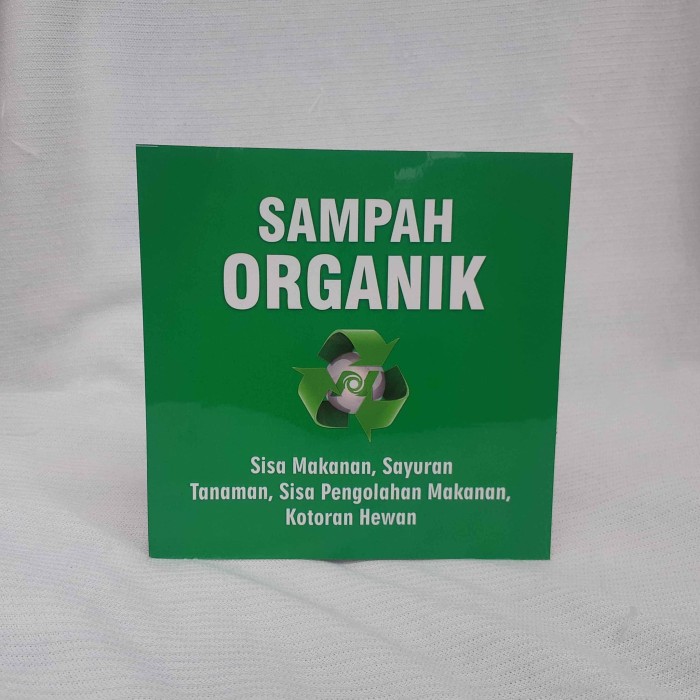 SAMPAH
ORGANIK
Sisa Makanan, Sayuran
Tanaman, Sisa Pengolahan Makanan,
Kotoran Hewan